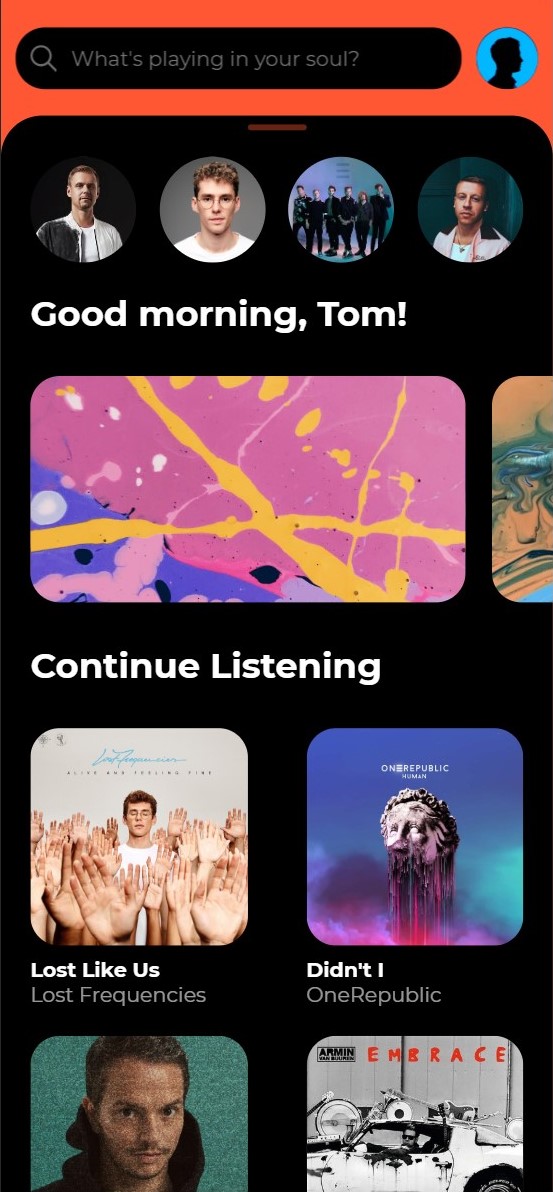 What's playing in your soul?
Good morning, Tom!
Continue Listening
Lost Frequencies
ALIVE AND FEELING FINE
ONEREPUBLIC
HUMAN
Lost Like Us
Lost Frequencies
Didn't I
OneRepublic
ARMIN
VAN BUUREN
EMBRACE